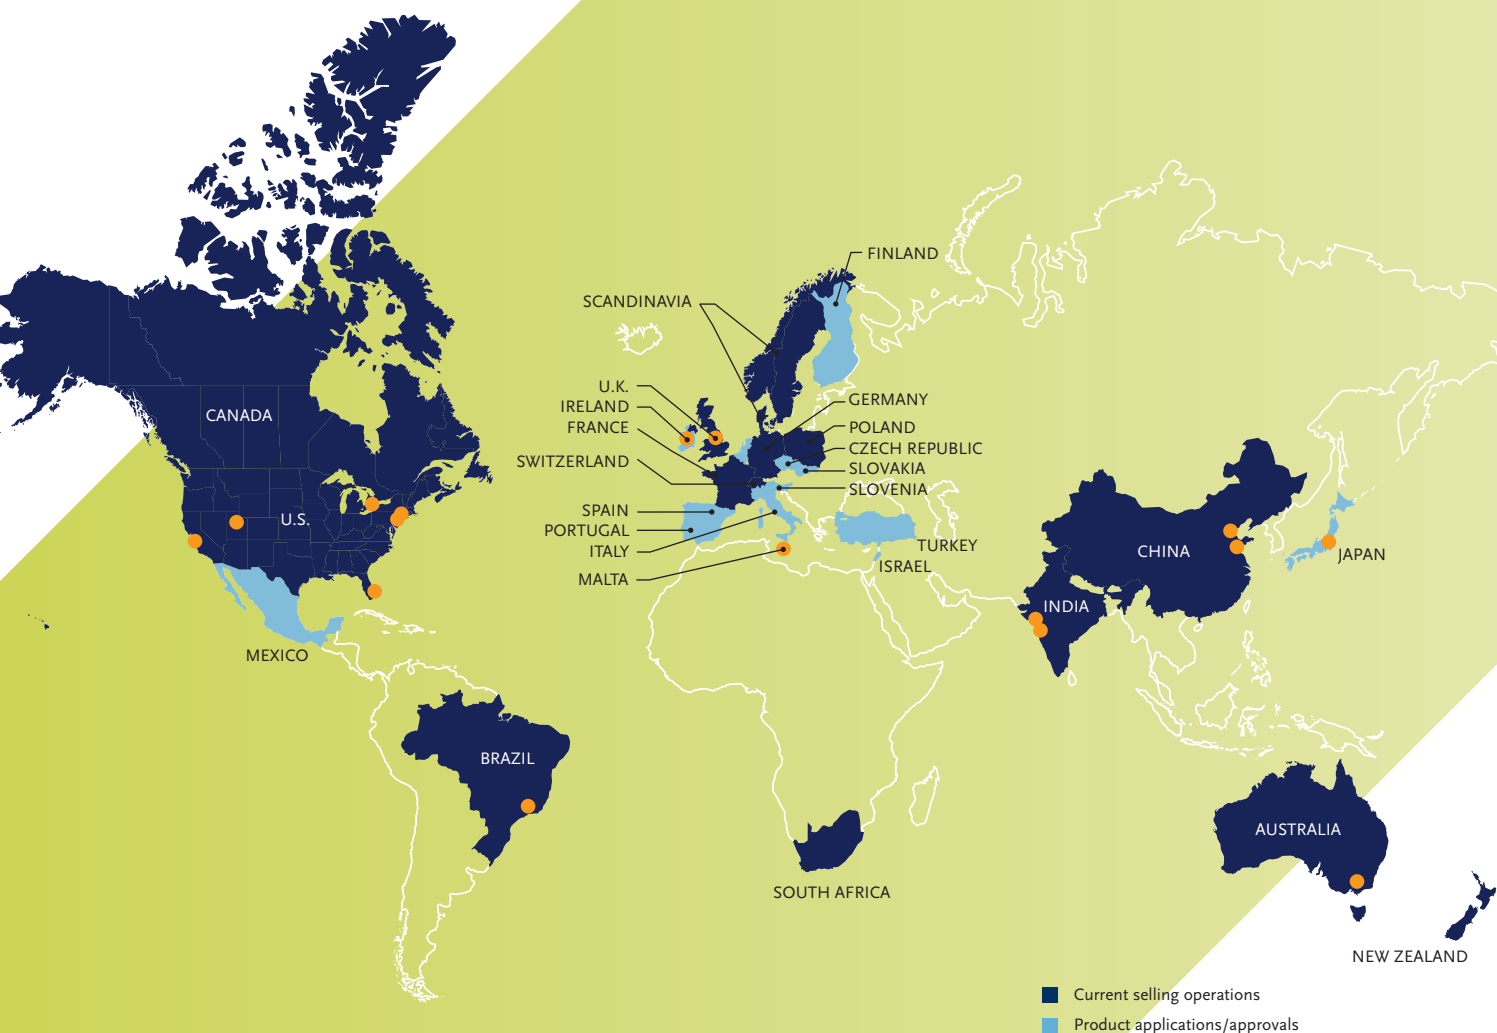 FINLAND
SCANDINAVIA
U.K.
IRELAND
FRANCE
SWITZERLAND
SPAIN
PORTUGAL
ITALY
MALTA
GERMANY
POLAND
CZECH REPUBLIC
SLOVAKIA
SLOVENIA
TURKEY
ISRAEL
CANADA
U.S.
MEXICO
BRAZIL
SOUTH AFRICA
CHINA
INDIA
JAPAN
AUSTRALIA
NEW ZEALAND
Current selling operations
Product applications/approvals